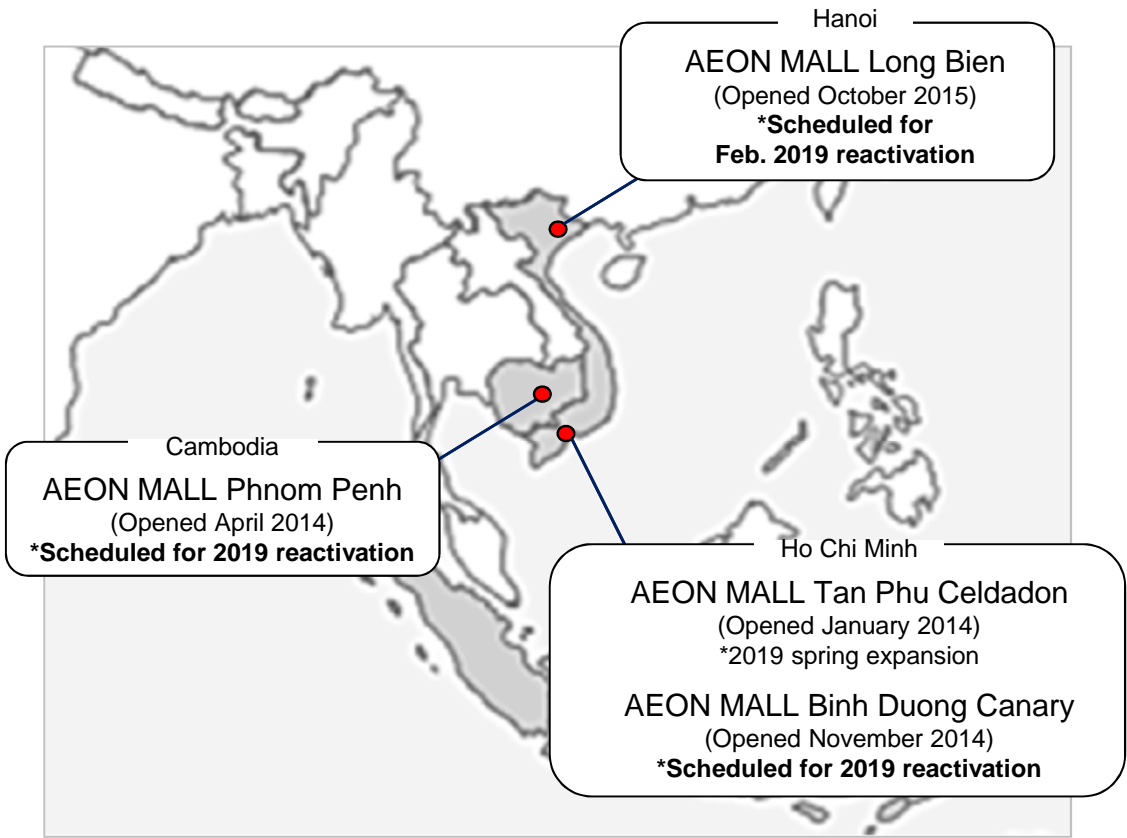 Hanoi
AEON MALL Long Bien
(Opened October 2015)
*Scheduled for
Feb. 2019 reactivation
Cambodia
AEON MALL Phnom Penh
(Opened April 2014)
*Scheduled for 2019 reactivation
Ho Chi Minh
AEON MALL Tan Phu Celdadon
(Opened January 2014)
*2019 spring expansion
AEON MALL Binh Duong Canary
(Opened November 2014)
*Scheduled for 2019 reactivation